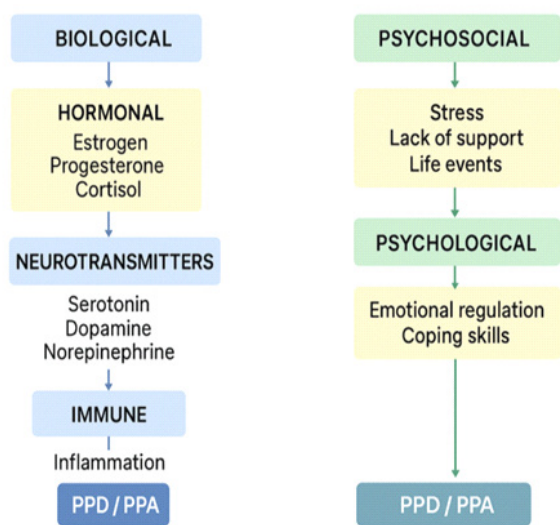 BIOLOGICAL
HORMONAL
Estrogen
Progesterone
Cortisol
NEUROTRANSMITTERS
Serotonin
Dopamine
Norepinephrine
IMMUNE
Inflammation
PPD / PPA
PSYCHOSOCIAL
Stress
Lack of support
Life events
PSYCHOLOGICAL
Emotional regulation
Coping skills
PPD / PPA